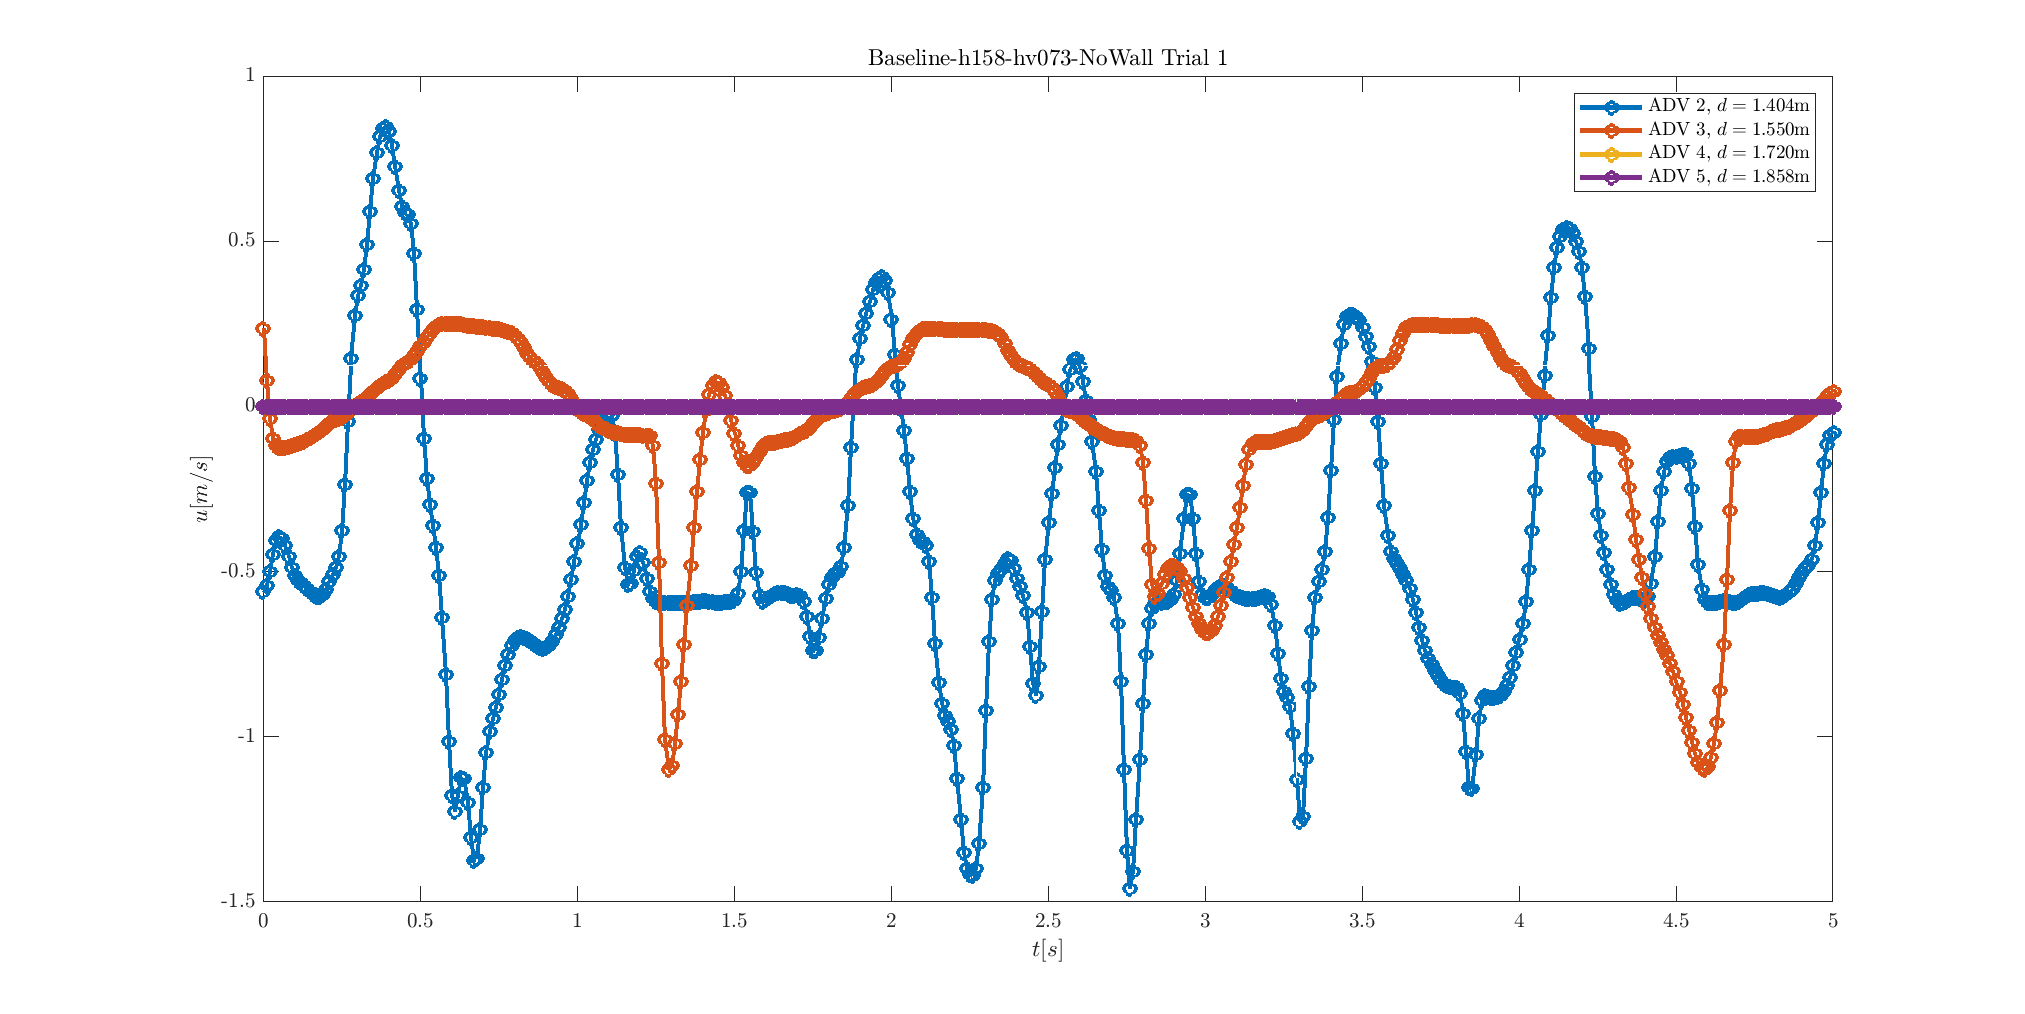 Baseline-h158-hv073-NoWall Trial 1
1
0.5
0
-0.5
-1
-1.5
u[m/s]
ADV 2, d = 1.404m
ADV 3, d = 1.550m
ADV 4, d = 1.720m
ADV 5, d = 1.858m
0 0.5 1 1.5 2 2.5 3 3.5 4 4.5 5
t[s]